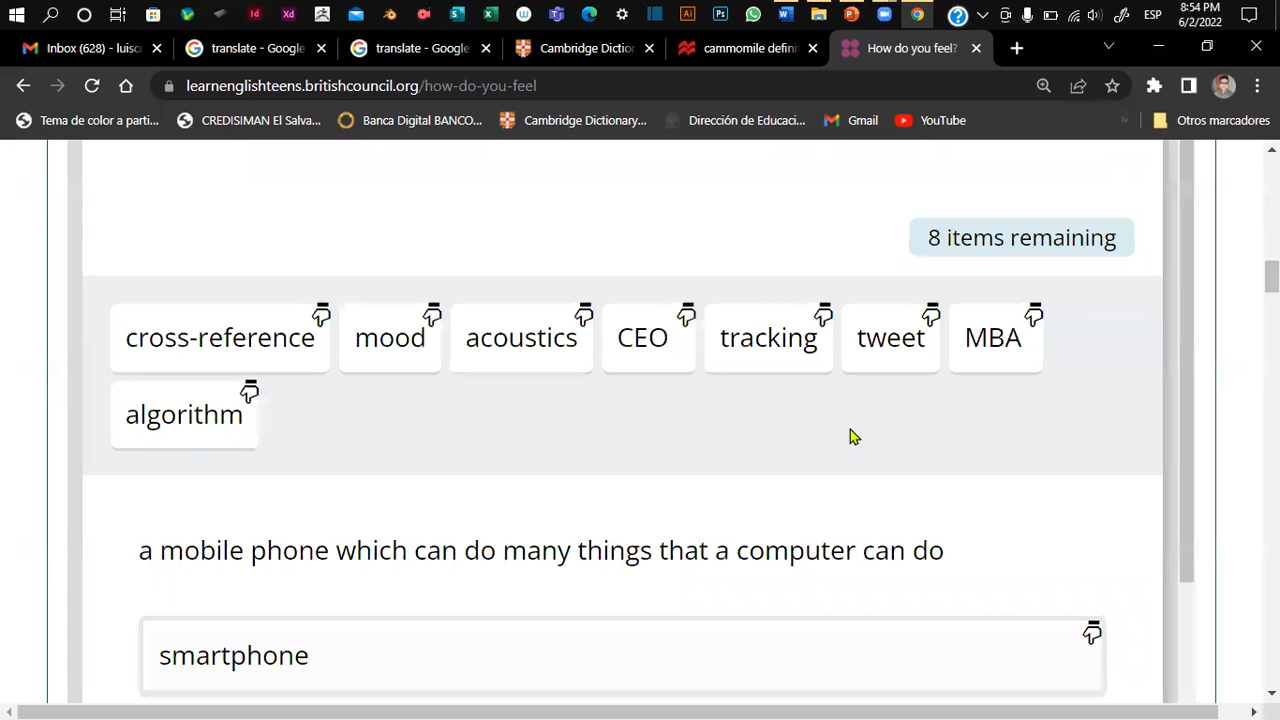 ESP
8:54 PM
6/2/2022
Inbox (628) - luisc
translate - Google
translate - Google
Cambridge Dictio
cammomile defini
How do you feel?
learnenglishteens.britishcouncil.org/how-do-you-feel
Tema de color a parti...
CREDISIMAN El Salva...
Banca Digital BANCO...
Cambridge Dictionary...
Dirección de Educaci...
Gmail
YouTube
Otros marcadores
8 items remaining
cross-reference
mood
acoustics
CEO
tracking
tweet
MBA
algorithm
a mobile phone which can do many things that a computer can do
smartphone